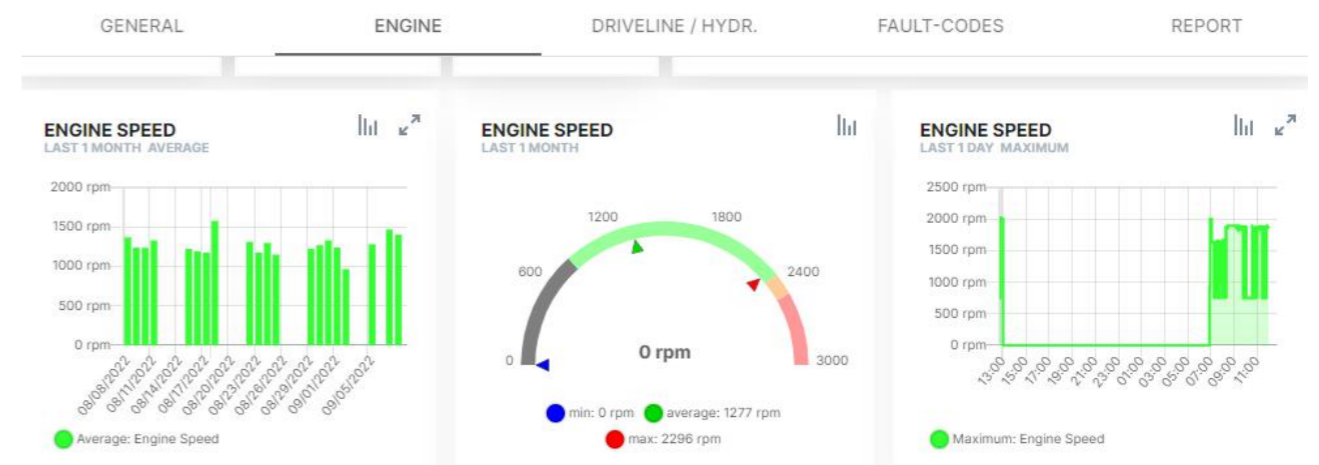 GENERAL ENGINE DRIVELINE / HYDR. FAULT-CODES REPORT
ENGINE SPEED
LAST 1 MONTH AVERAGE
2000 rpm
1500 rpm
1000 rpm
500 rpm
0 rpm
08/08/2022 08/11/2022 08/14/2022 08/17/2022 08/20/2022 08/23/2022 08/26/2022 08/29/2022 09/01/2022 09/05/2022
Average: Engine Speed
ENGINE SPEED
LAST 1 MONTH
1200 1800
600 2400
0 3000
0 rpm
min: 0 rpm average: 1277 rpm
max: 2296 rpm
ENGINE SPEED
LAST 1 DAY MAXIMUM
2500 rpm
2000 rpm
1500 rpm
1000 rpm
500 rpm
0 rpm
13:00 15:00 17:00 19:00 21:00 23:00 01:00 03:00 05:00 07:00 09:00 11:00
Maximum: Engine Speed